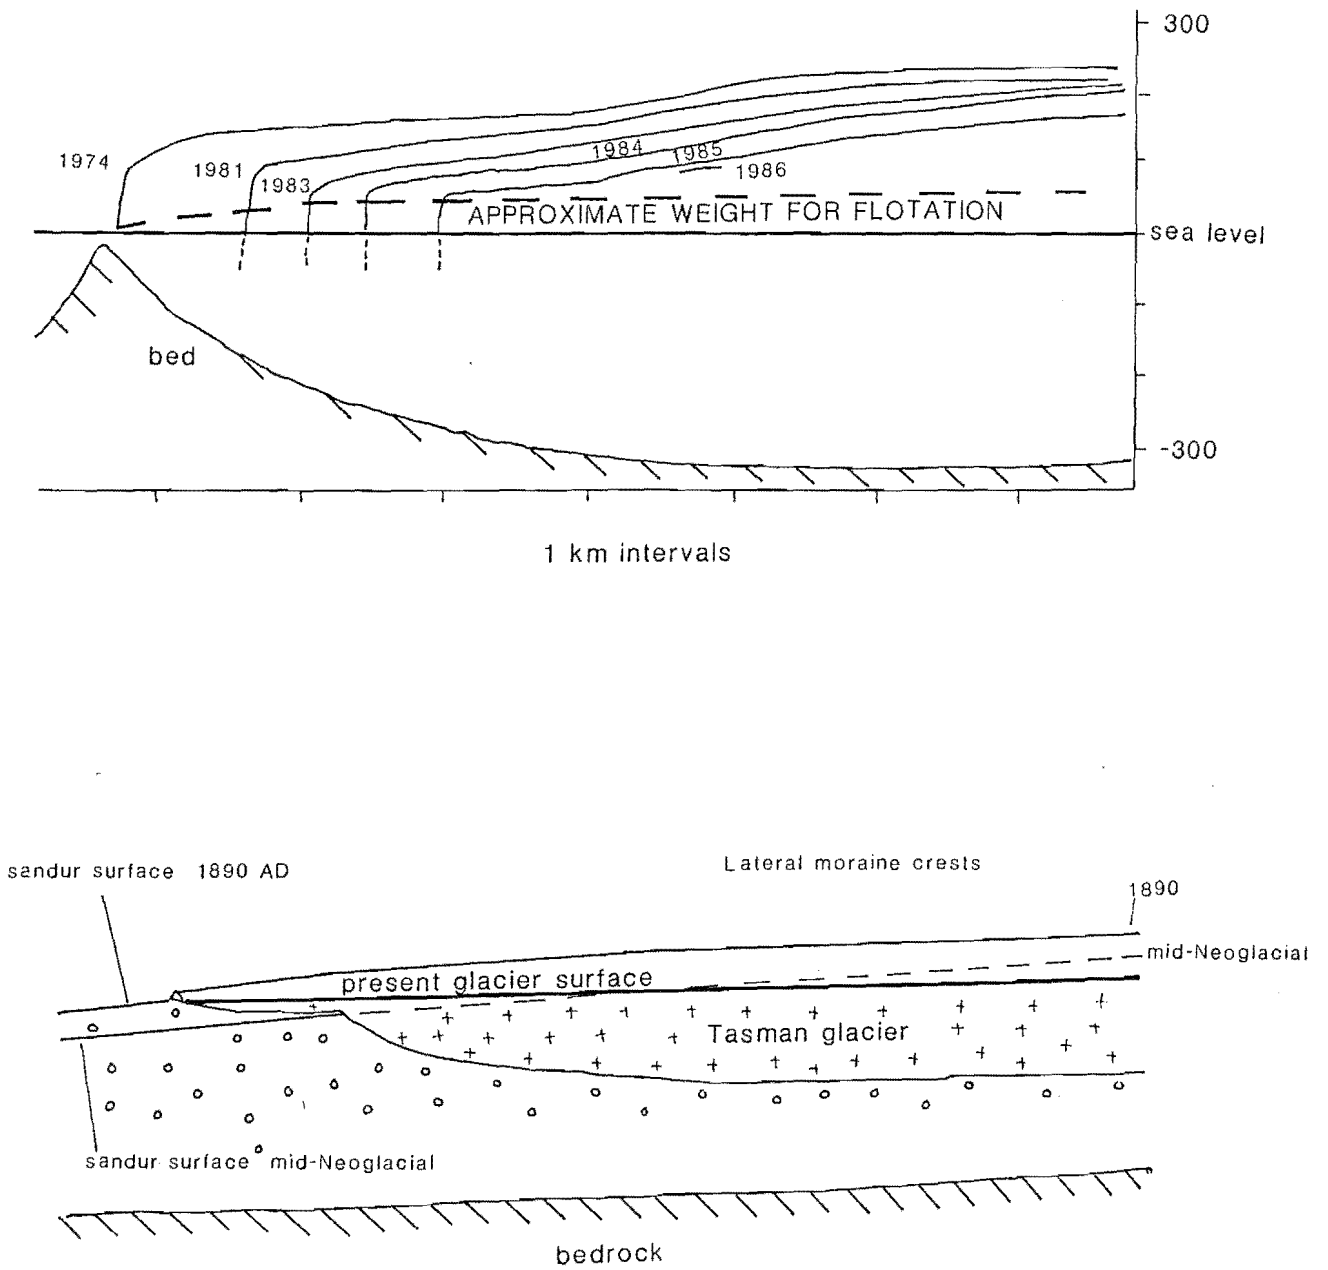 300
1974
1981
1983
1984
1985
1986
APPROXIMATE WEIGHT FOR FLOTATION
sea level
bed
-300
1 km intervals
sandur surface 1890 AD
Lateral moraine crests
1890
mid-Neoglacial
present glacier surface
Tasman glacier
sandur surface mid-Neoglacial
bedrock